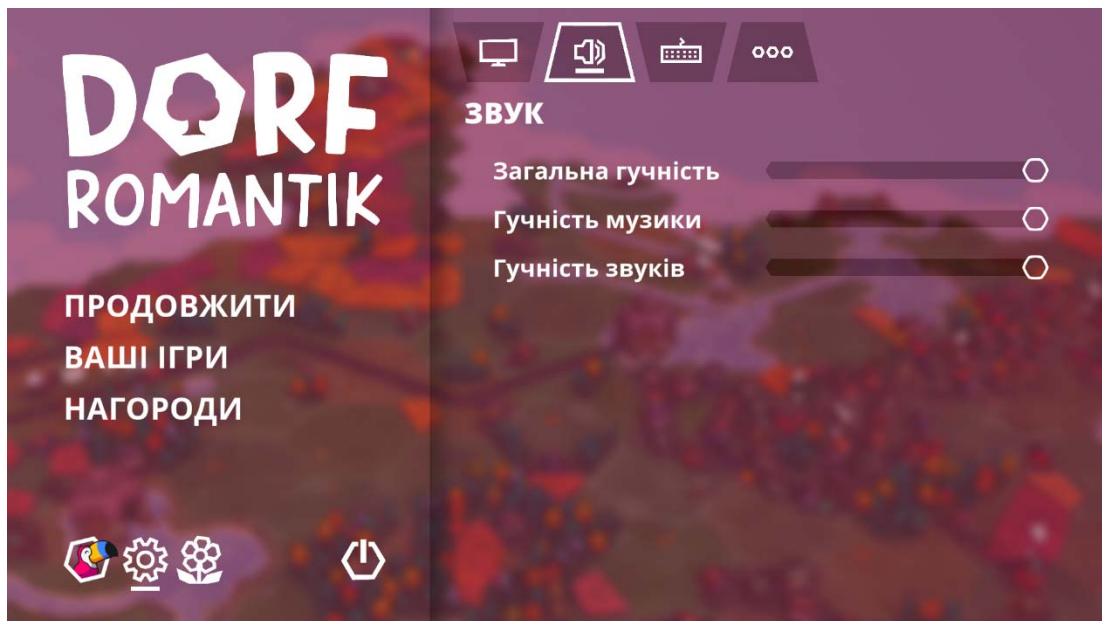 DORF
ROMANTIK
ПРОДОВЖИТИ
ВАШІ ІГРИ
НАГОРОДИ
ЗВУК
Загальна гучність
Гучність музики
Гучність звуків